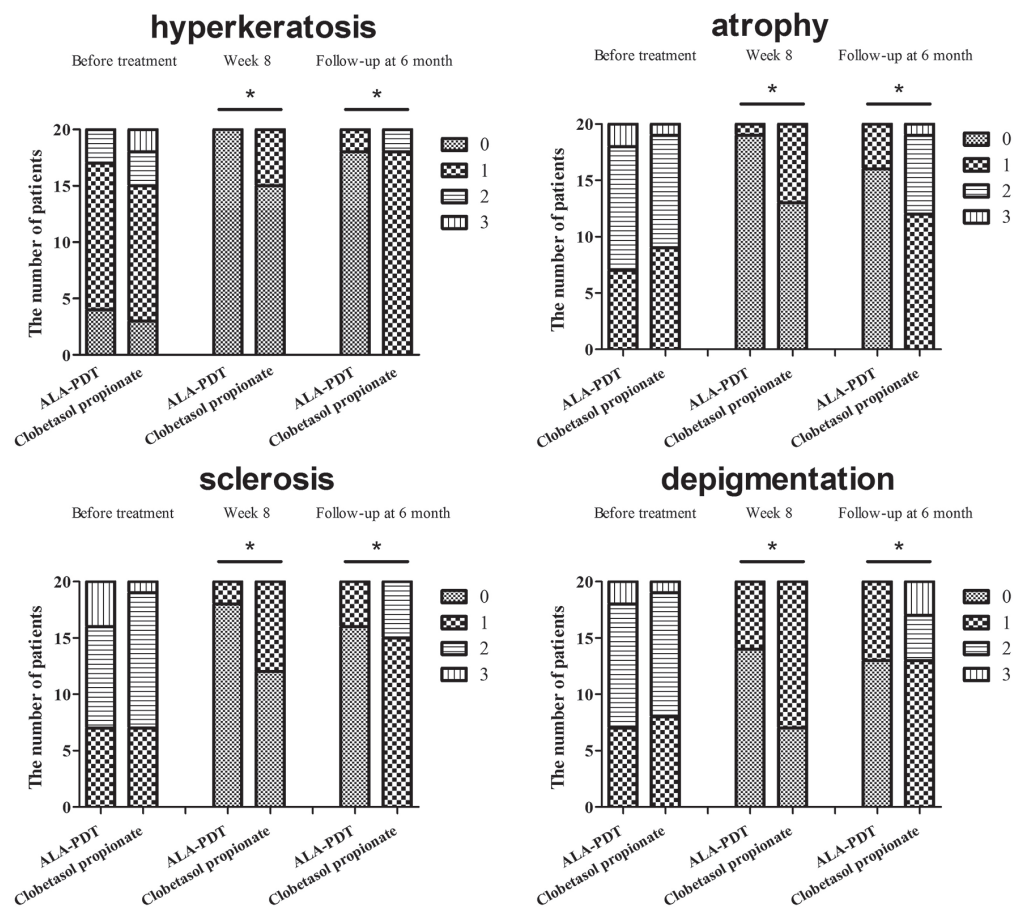 hyperkeratosis
Before treatment Week 8 Follow-up at 6 month
* *
The number of patients
20
15
10
5
0
0
1
2
3
ALA-PDT Clobetasol propionate ALA-PDT Clobetasol propionate ALA-PDT Clobetasol propionate
atrophy
Before treatment Week 8 Follow-up at 6 month
* *
The number of patients
20
15
10
5
0
0
1
2
3
ALA-PDT Clobetasol propionate ALA-PDT Clobetasol propionate ALA-PDT Clobetasol propionate
sclerosis
Before treatment Week 8 Follow-up at 6 month
* *
The number of patients
20
15
10
5
0
0
1
2
3
ALA-PDT Clobetasol propionate ALA-PDT Clobetasol propionate ALA-PDT Clobetasol propionate
depigmentation
Before treatment Week 8 Follow-up at 6 month
* *
The number of patients
20
15
10
5
0
0
1
2
3
ALA-PDT Clobetasol propionate ALA-PDT Clobetasol propionate ALA-PDT Clobetasol propionate